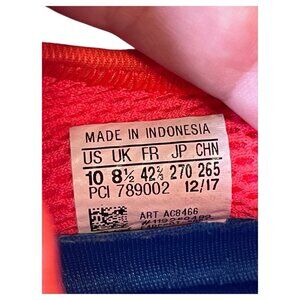 MADE IN INDONESIA
US UK FR JP CHN
10 8½ 42⅔ 270 265
PCI 789002 12/17
ART AC8466